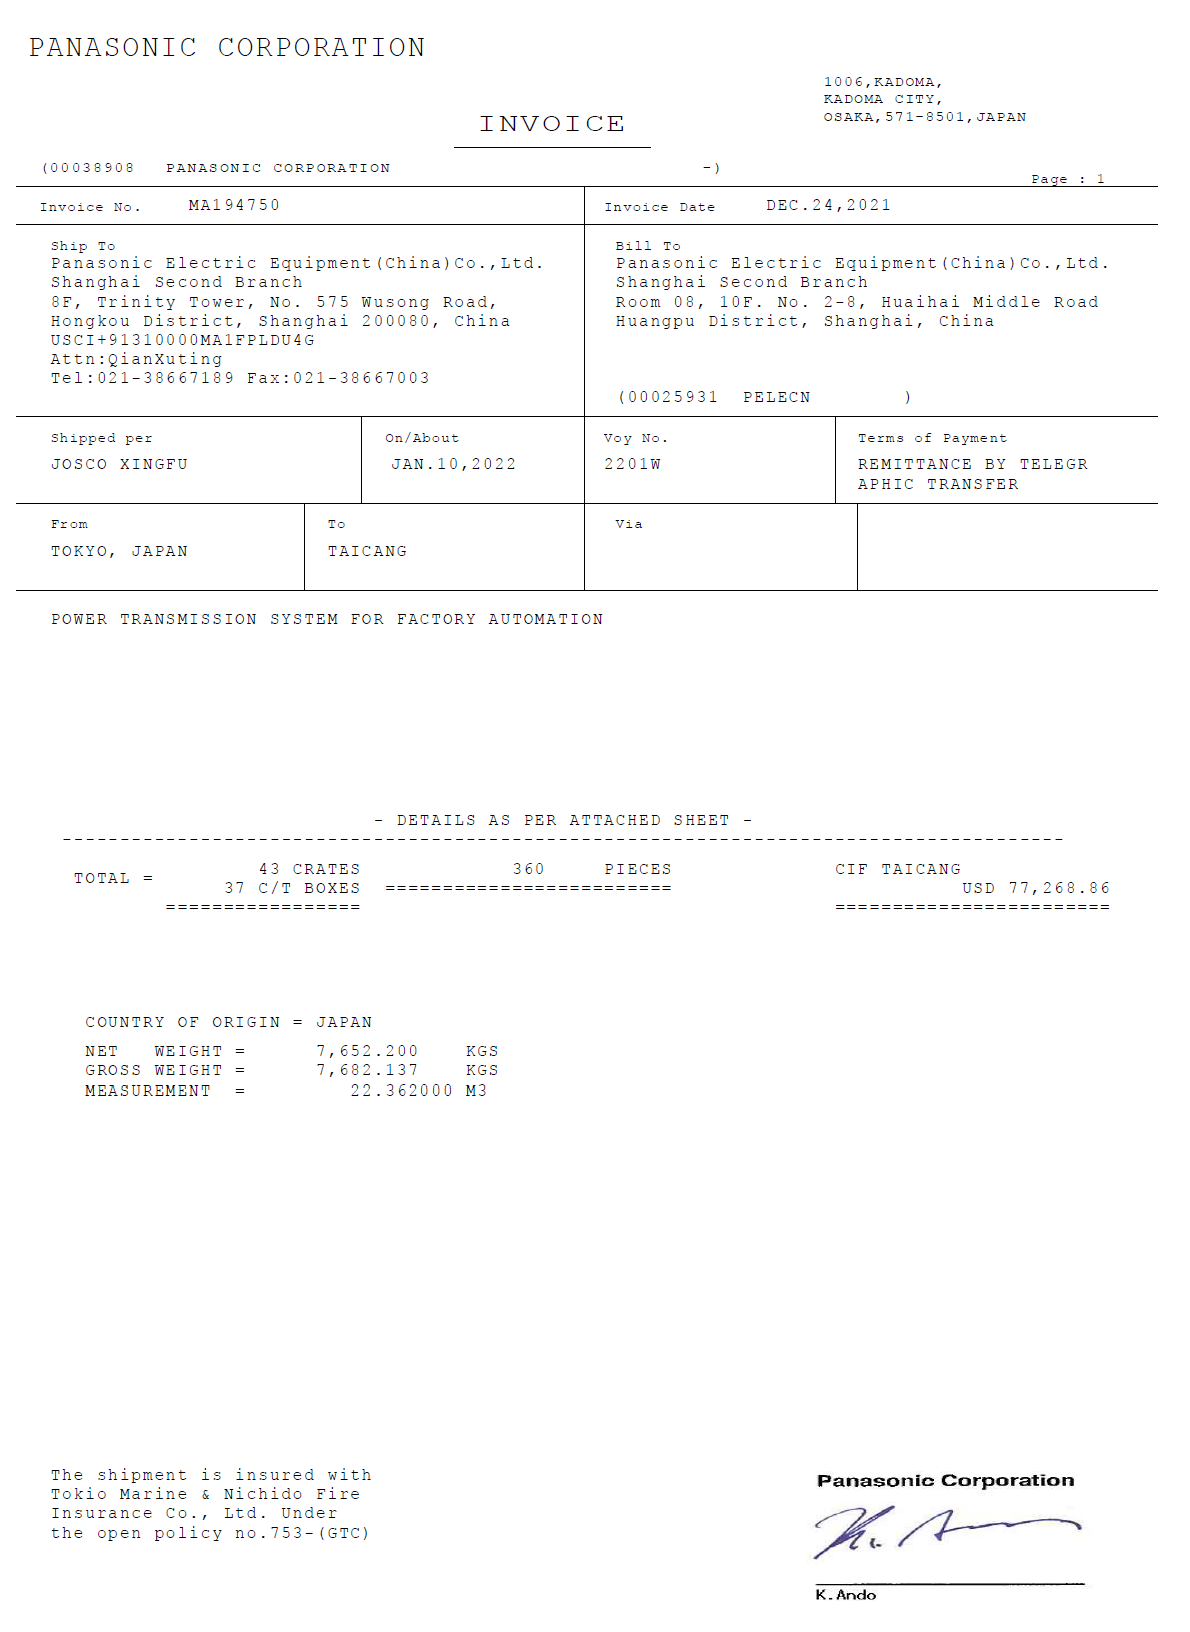 PANASONIC CORPORATION
1006,KADOMA,
KADOMA CITY,
OSAKA,571-8501,JAPAN
INVOICE
(00038908 PANASONIC CORPORATION -)
Page : 1
Invoice No. MA194750
Invoice Date DEC.24,2021
Ship To
Panasonic Electric Equipment(China)Co.,Ltd.
Shanghai Second Branch
8F, Trinity Tower, No. 575 Wusong Road,
Hongkou District, Shanghai 200080, China
USCI+91310000MA1FPLDU4G
Attn:QianXuting
Tel:021-38667189 Fax:021-38667003
Bill To
Panasonic Electric Equipment(China)Co.,Ltd.
Shanghai Second Branch
Room 08, 10F. No. 2-8, Huaihai Middle Road
Huangpu District, Shanghai, China
(00025931 PELECN )
Shipped per
JOSCO XINGFU
On/About
JAN.10,2022
Voy No.
2201W
Terms of Payment
REMITTANCE BY TELEGR
APHIC TRANSFER
From
TOKYO, JAPAN
To
TAICANG
Via
POWER TRANSMISSION SYSTEM FOR FACTORY AUTOMATION
- DETAILS AS PER ATTACHED SHEET -
TOTAL =
43 CRATES
37 C/T BOXES
=================
360 PIECES
=========================
CIF TAICANG
USD 77,268.86
========================
COUNTRY OF ORIGIN = JAPAN
NET WEIGHT = 7,652.200 KGS
GROSS WEIGHT = 7,682.137 KGS
MEASUREMENT = 22.362000 M3
The shipment is insured with
Tokio Marine & Nichido Fire
Insurance Co., Ltd. Under
the open policy no.753-(GTC)
Panasonic Corporation
K. Ando
K.Ando